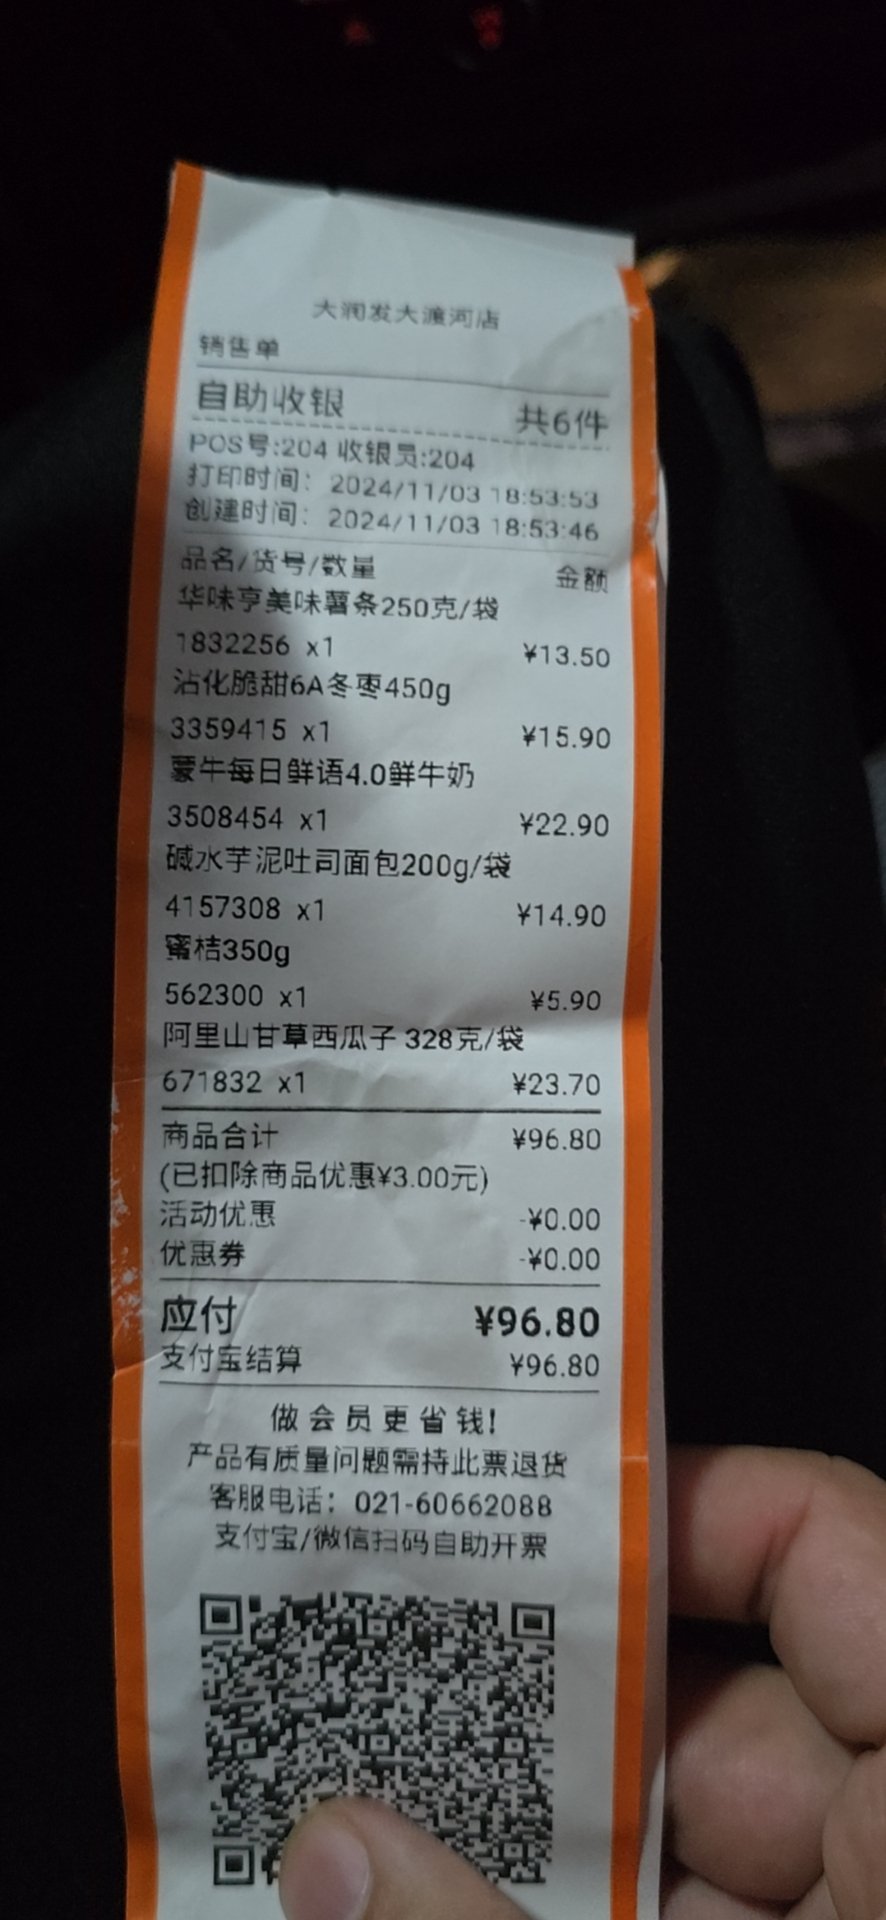 大润发大渡河店
销售单
自助收银 共6件
POS号:204 收银员:204
打印时间: 2024/11/03 18:53:53
创建时间: 2024/11/03 18:53:46
品名/货号/数量 金额
华味亨美味薯条250克/袋
1832256 x1 ¥13.50
沾化脆甜6A冬枣450g
3359415 x1 ¥15.90
蒙牛每日鲜语4.0鲜牛奶
3508454 x1 ¥22.90
碱水芋泥吐司面包200g/袋
4157308 x1 ¥14.90
蜜桔350g
562300 x1 ¥5.90
阿里山甘草西瓜子 328克/袋
671832 x1 ¥23.70
商品合计 ¥96.80
(已扣除商品优惠¥3.00元)
活动优惠 -¥0.00
优惠券 -¥0.00
应付 ¥96.80
支付宝结算 ¥96.80
做会员更省钱!
产品有质量问题需持此票退货
客服电话: 021-60662088
支付宝/微信扫码自助开票